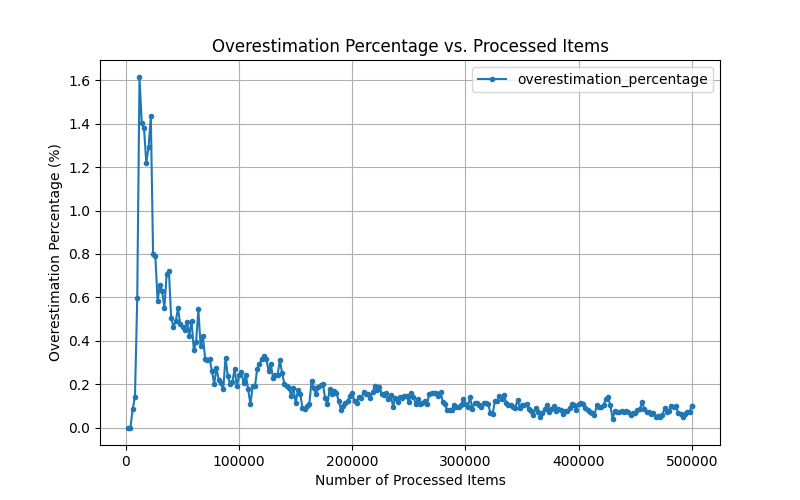 Overestimation Percentage vs. Processed Items
overestimation_percentage
Overestimation Percentage (%)
1.6
1.4
1.2
1.0
0.8
0.6
0.4
0.2
0.0
0 100000 200000 300000 400000 500000
Number of Processed Items